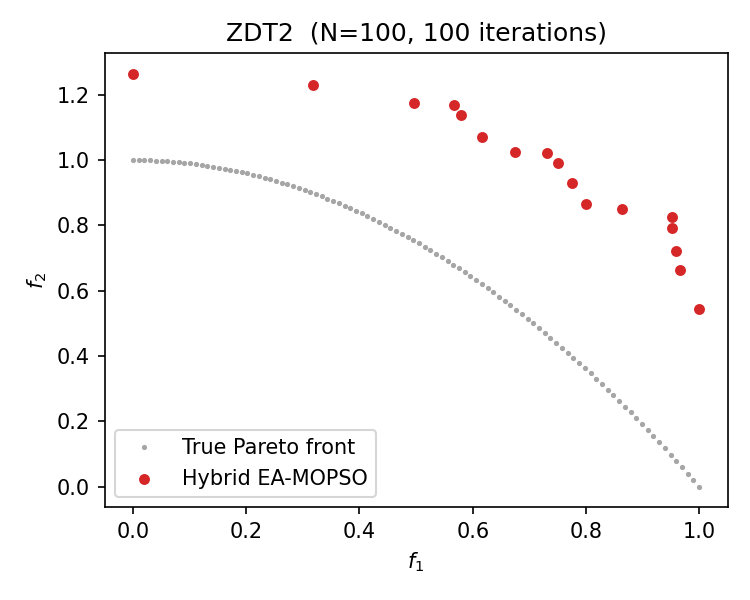 ZDT2 (N=100, 100 iterations)
f₂
1.2
1.0
0.8
0.6
0.4
0.2
0.0
True Pareto front
Hybrid EA-MOPSO
0.0 0.2 0.4 0.6 0.8 1.0
f₁